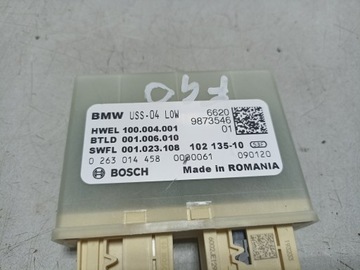 F40
BMW USS-04 LOW 6620
9873546
HWEL 100.004.001 01
BTLD 001.006.010
SWFL 001.023.108 102 135-10
0 263 014 458 0000061 090120
BOSCH Made in ROMANIA